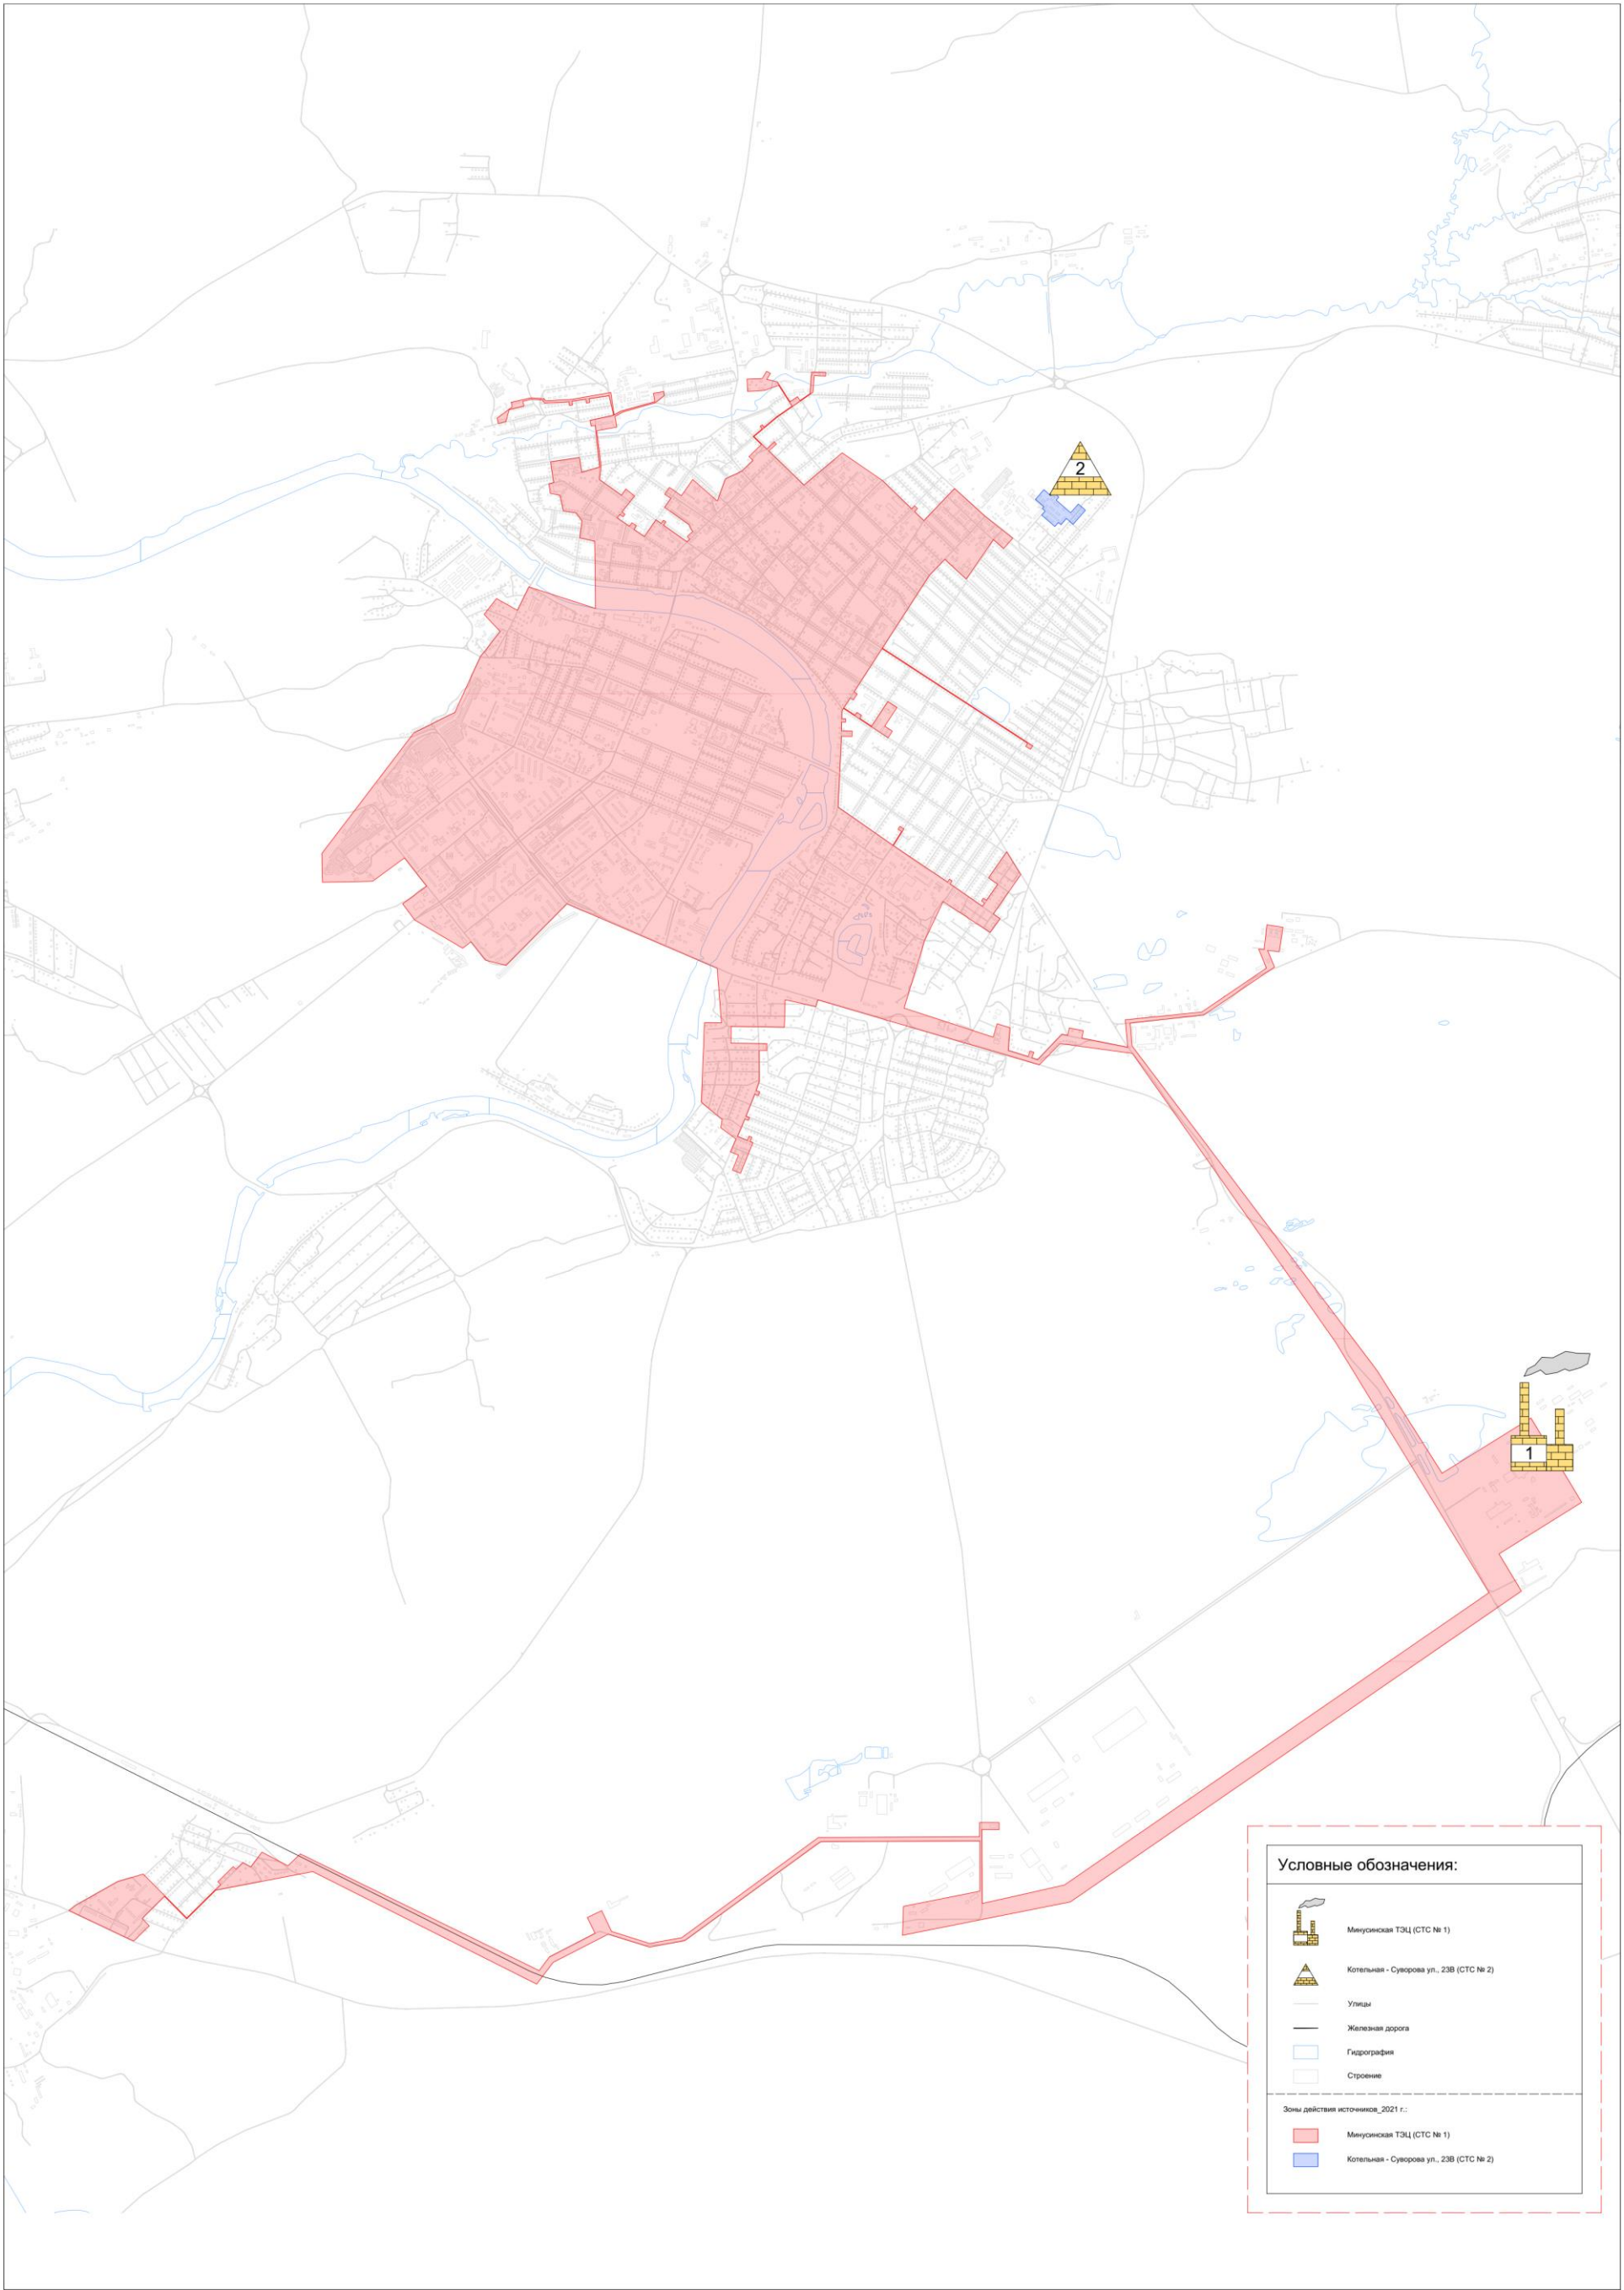 2
1
Условные обозначения:
Минусинская ТЭЦ (СТС № 1)
Котельная - Суворова ул., 23В (СТС № 2)
Улицы
Железная дорога
Гидрография
Строение
Зоны действия источников_2021 г.:
Минусинская ТЭЦ (СТС № 1)
Котельная - Суворова ул., 23В (СТС № 2)